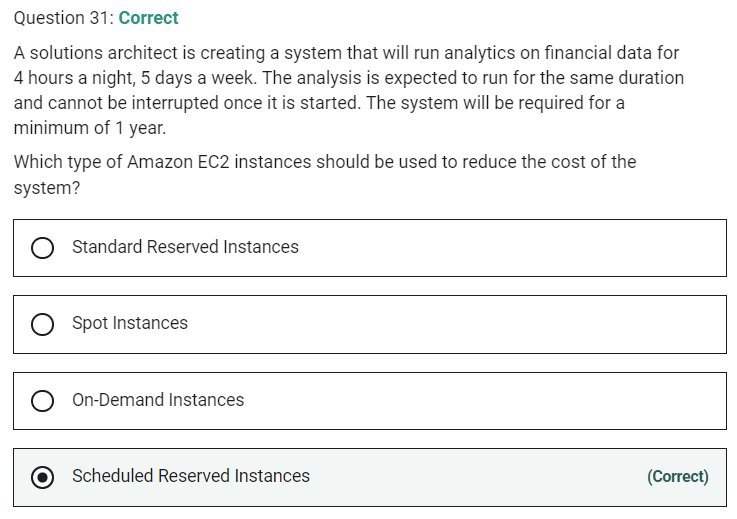 Question 31: Correct
A solutions architect is creating a system that will run analytics on financial data for
4 hours a night, 5 days a week. The analysis is expected to run for the same duration
and cannot be interrupted once it is started. The system will be required for a
minimum of 1 year.
Which type of Amazon EC2 instances should be used to reduce the cost of the
system?
Standard Reserved Instances
Spot Instances
On-Demand Instances
Scheduled Reserved Instances (Correct)